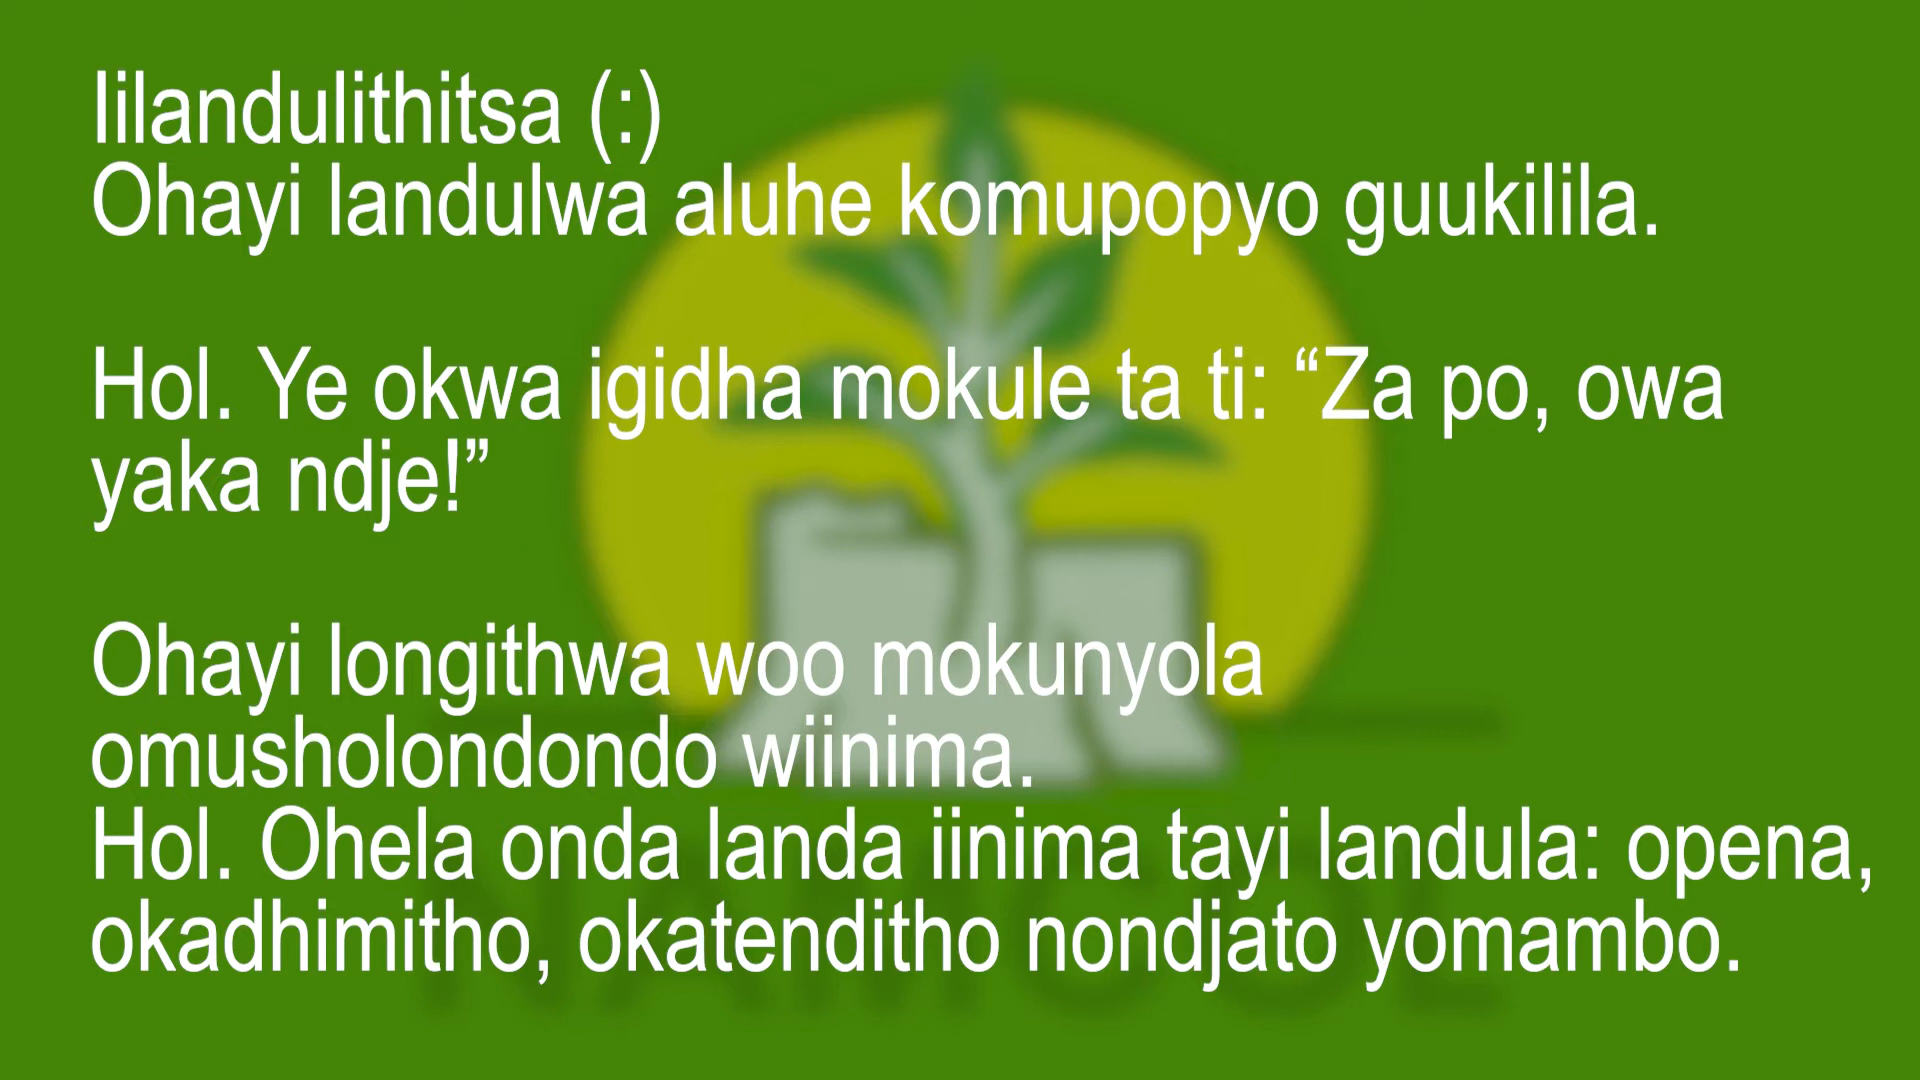 Iilandulithitsa (:)
Ohayi landulwa aluhe komupopyo guukilila.
Hol. Ye okwa igidha mokule ta ti: “Za po, owa
yaka ndje!”
Ohayi longithwa woo mokunyola
omusholondondo wiinima.
Hol. Ohela onda landa iinima tayi landula: opena,
okadhimitho, okatenditho nondjato yomambo.